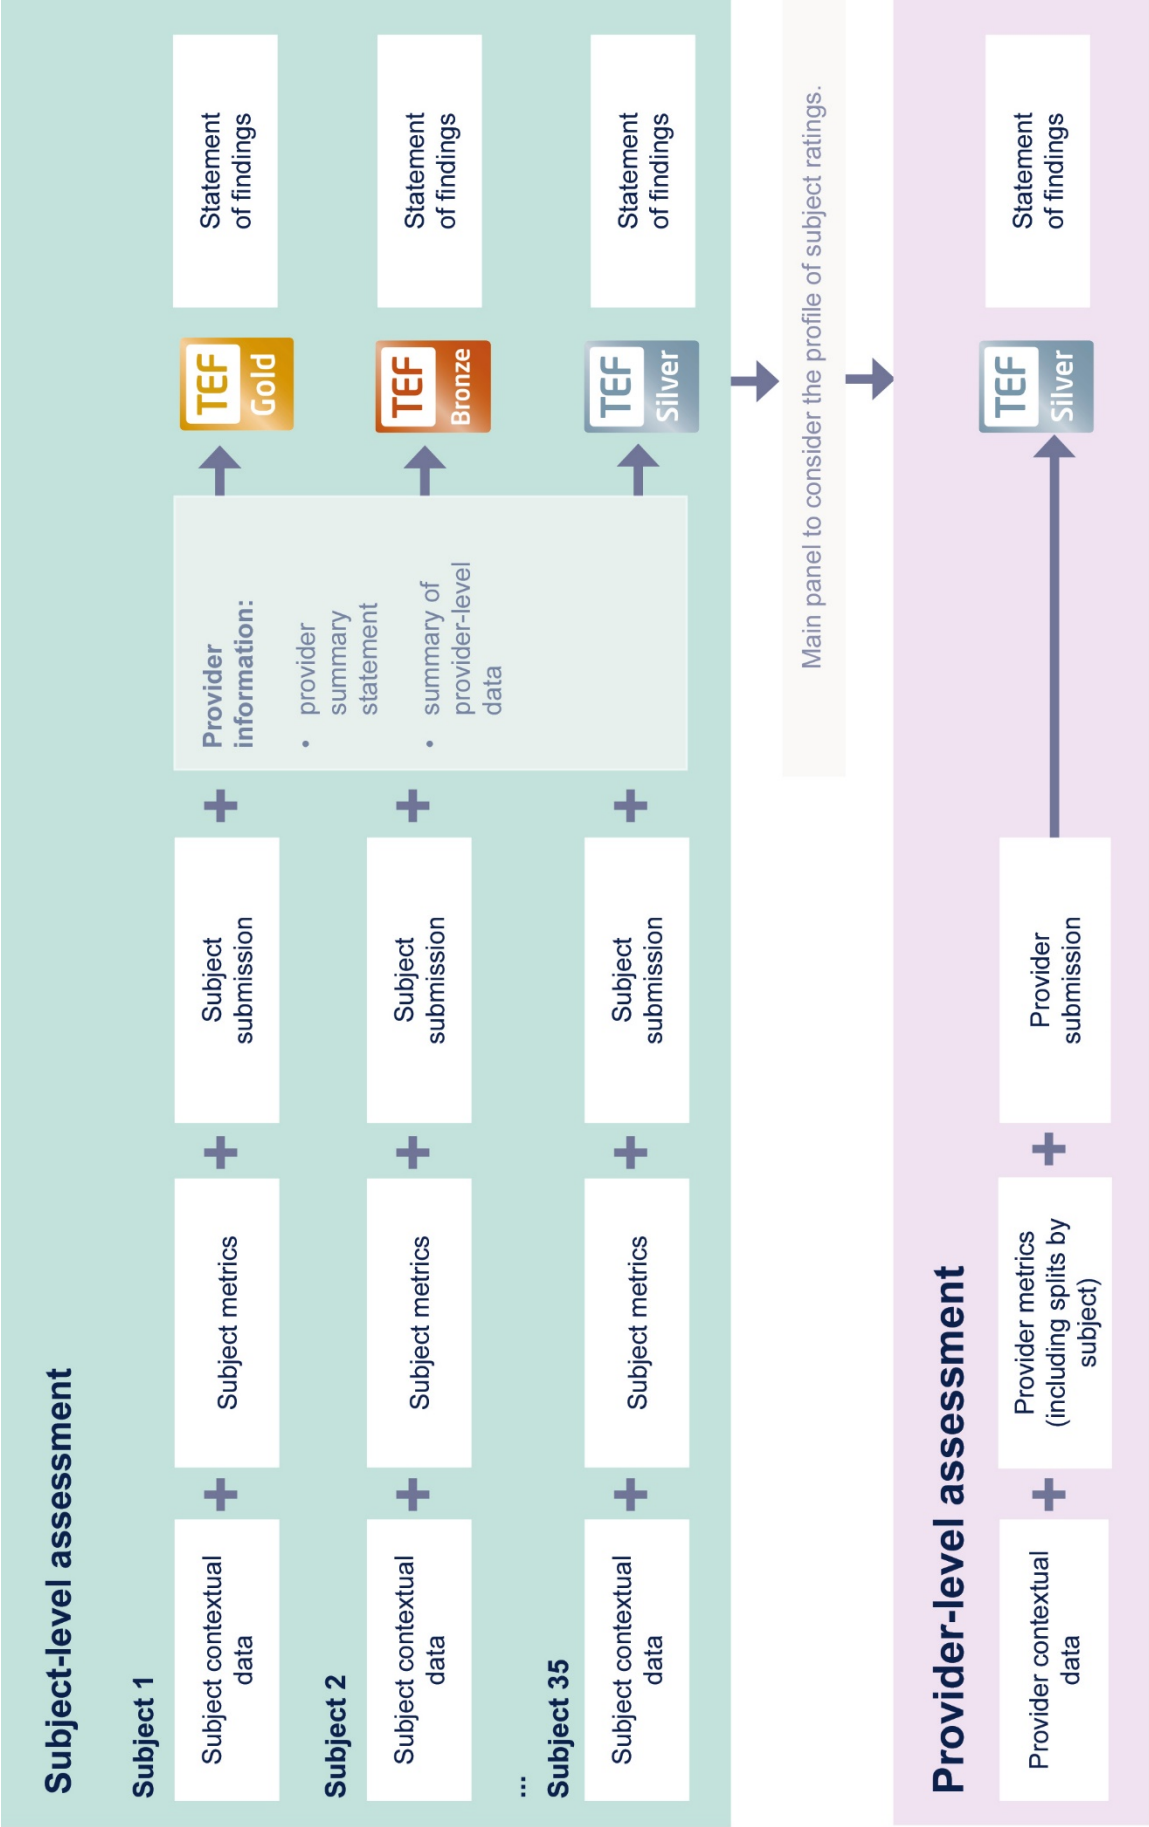 Subject-level assessment
Subject 1
Subject contextual
data
+
Subject metrics
+
Subject
submission
+
Provider
information:
• provider
summary
statement
• summary of
provider-level
data
TEF
Gold
Statement
of findings
Subject 2
Subject contextual
data
+
Subject metrics
+
Subject
submission
+
TEF
Bronze
Statement
of findings
...
Subject 35
Subject contextual
data
+
Subject metrics
+
Subject
submission
+
TEF
Silver
Statement
of findings
Main panel to consider the profile of subject ratings.
Provider-level assessment
Provider contextual
data
+
Provider metrics
(including splits by
subject)
+
Provider
submission
TEF
Silver
Statement
of findings